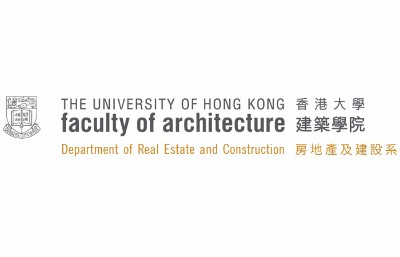 THE UNIVERSITY OF HONG KONG 香港大學
faculty of architecture 建築學院
Department of Real Estate and Construction 房地產及建設系